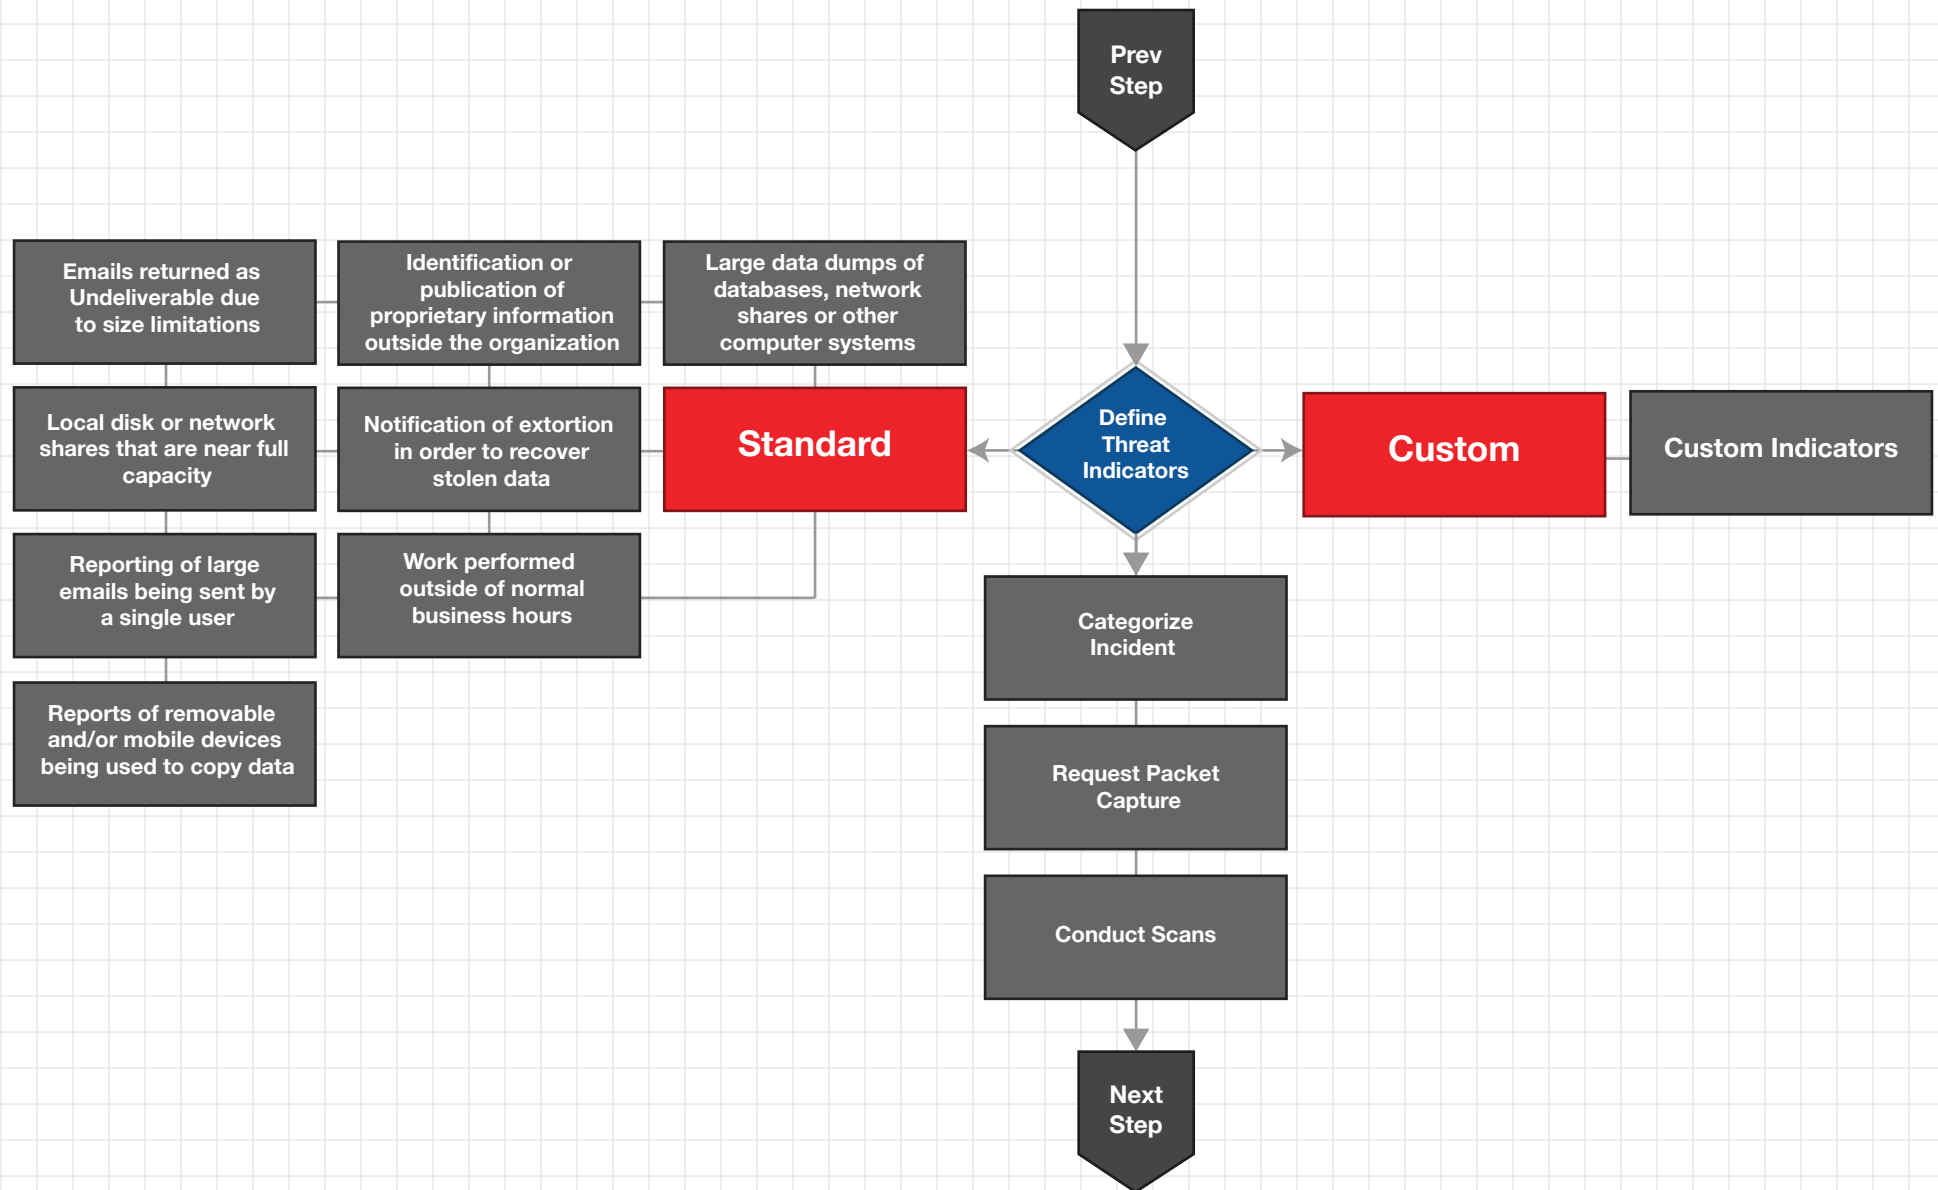 Prev
Step
Emails returned as
Undeliverable due
to size limitations
Identification or
publication of
proprietary information
outside the organization
Large data dumps of
databases, network
shares or other
computer systems
Local disk or network
shares that are near full
capacity
Notification of extortion
in order to recover
stolen data
Standard
Define
Threat
Indicators
Custom
Custom Indicators
Reporting of large
emails being sent by
a single user
Work performed
outside of normal
business hours
Categorize
Incident
Reports of removable
and/or mobile devices
being used to copy data
Request Packet
Capture
Conduct Scans
Next
Step